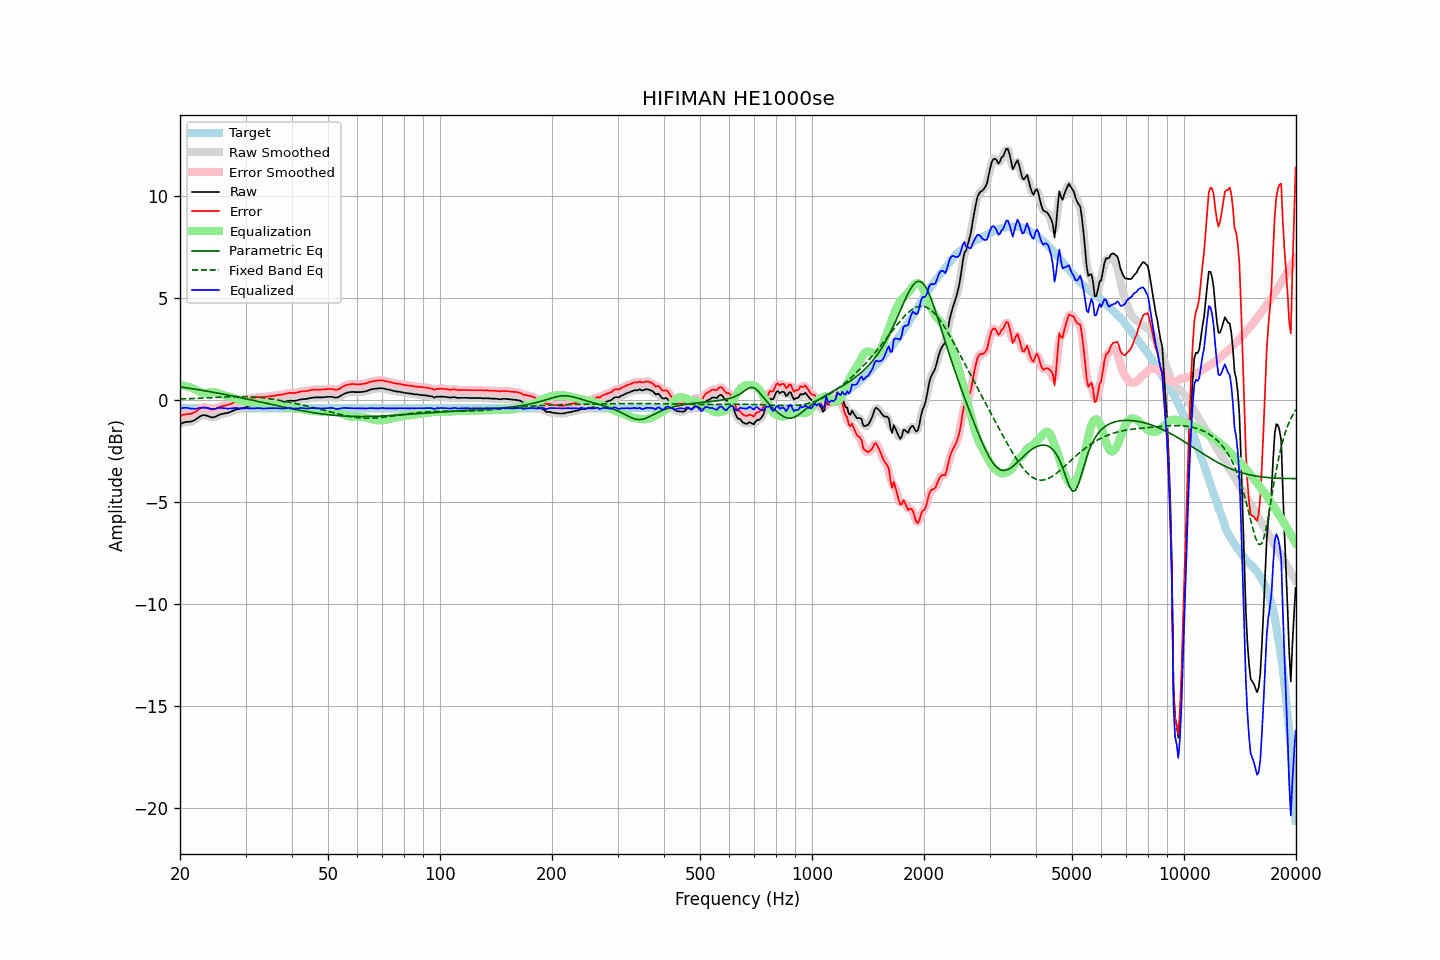 HIFIMAN HE1000se
Target
Raw Smoothed
Error Smoothed
Raw
Error
Equalization
Parametric Eq
Fixed Band Eq
Equalized
Amplitude (dBr)
10
5
0
−5
−10
−15
−20
20
50
100
200
500
1000
2000
5000
10000
20000
Frequency (Hz)